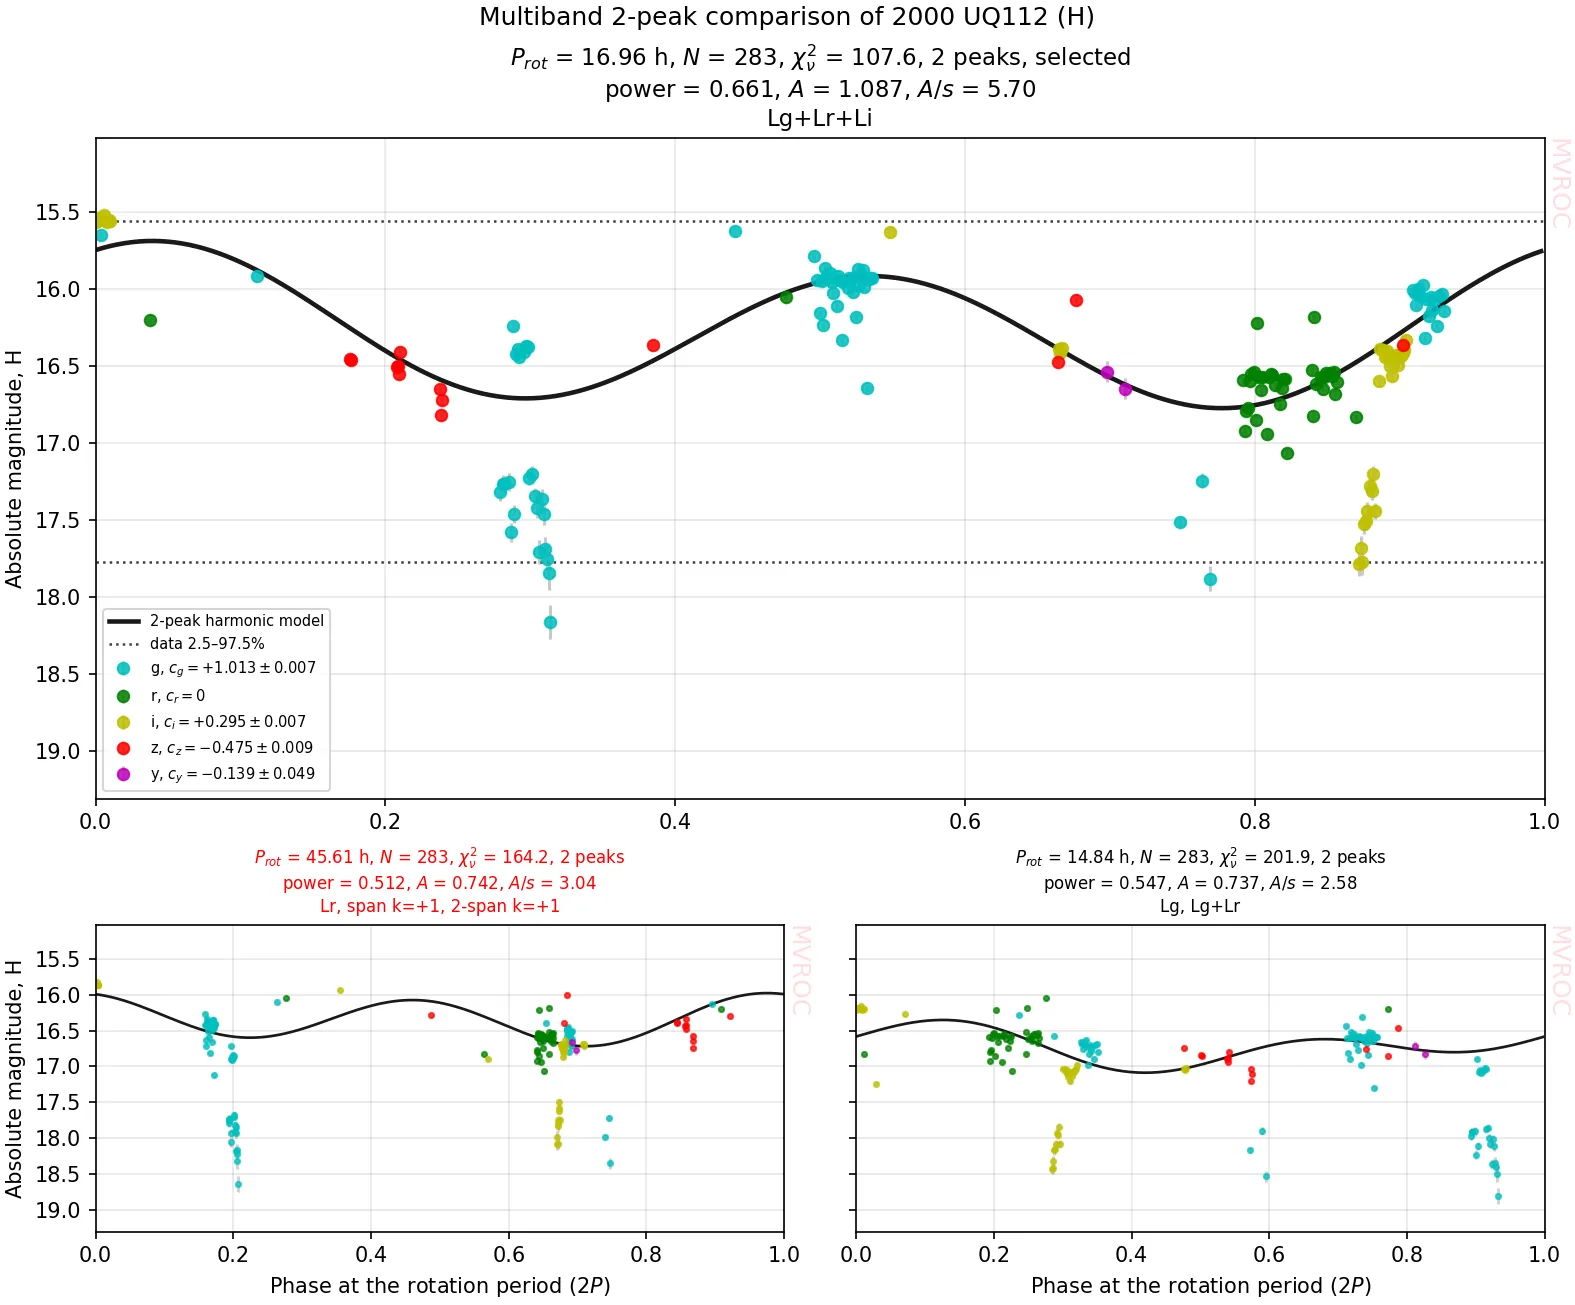 Multiband 2-peak comparison of 2000 UQ112 (H)
P_rot = 16.96 h, N = 283, χ²_ν = 107.6, 2 peaks, selected
power = 0.661, A = 1.087, A/s = 5.70
Lg+Lr+Li
MVROC
Absolute magnitude, H
15.5
16.0
16.5
17.0
17.5
18.0
18.5
19.0
2-peak harmonic model
data 2.5–97.5%
g, c_g = +1.013 ± 0.007
r, c_r = 0
i, c_i = +0.295 ± 0.007
z, c_z = −0.475 ± 0.009
y, c_y = −0.139 ± 0.049
0.0 0.2 0.4 0.6 0.8 1.0
P_rot = 45.61 h, N = 283, χ²_ν = 164.2, 2 peaks
power = 0.512, A = 0.742, A/s = 3.04
Lr, span k=+1, 2-span k=+1
MVROC
Absolute magnitude, H
15.5
16.0
16.5
17.0
17.5
18.0
18.5
19.0
0.0 0.2 0.4 0.6 0.8 1.0
Phase at the rotation period (2P)
P_rot = 14.84 h, N = 283, χ²_ν = 201.9, 2 peaks
power = 0.547, A = 0.737, A/s = 2.58
Lg, Lg+Lr
MVROC
0.0 0.2 0.4 0.6 0.8 1.0
Phase at the rotation period (2P)